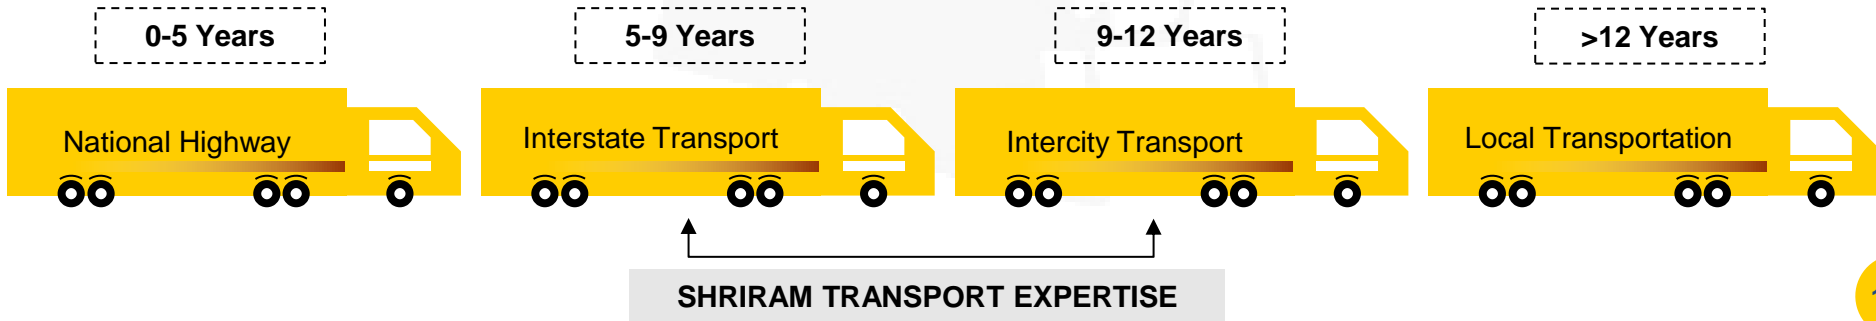 0-5 Years
5-9 Years
9-12 Years
>12 Years
National Highway
Interstate Transport
Intercity Transport
Local Transportation
SHRIRAM TRANSPORT EXPERTISE